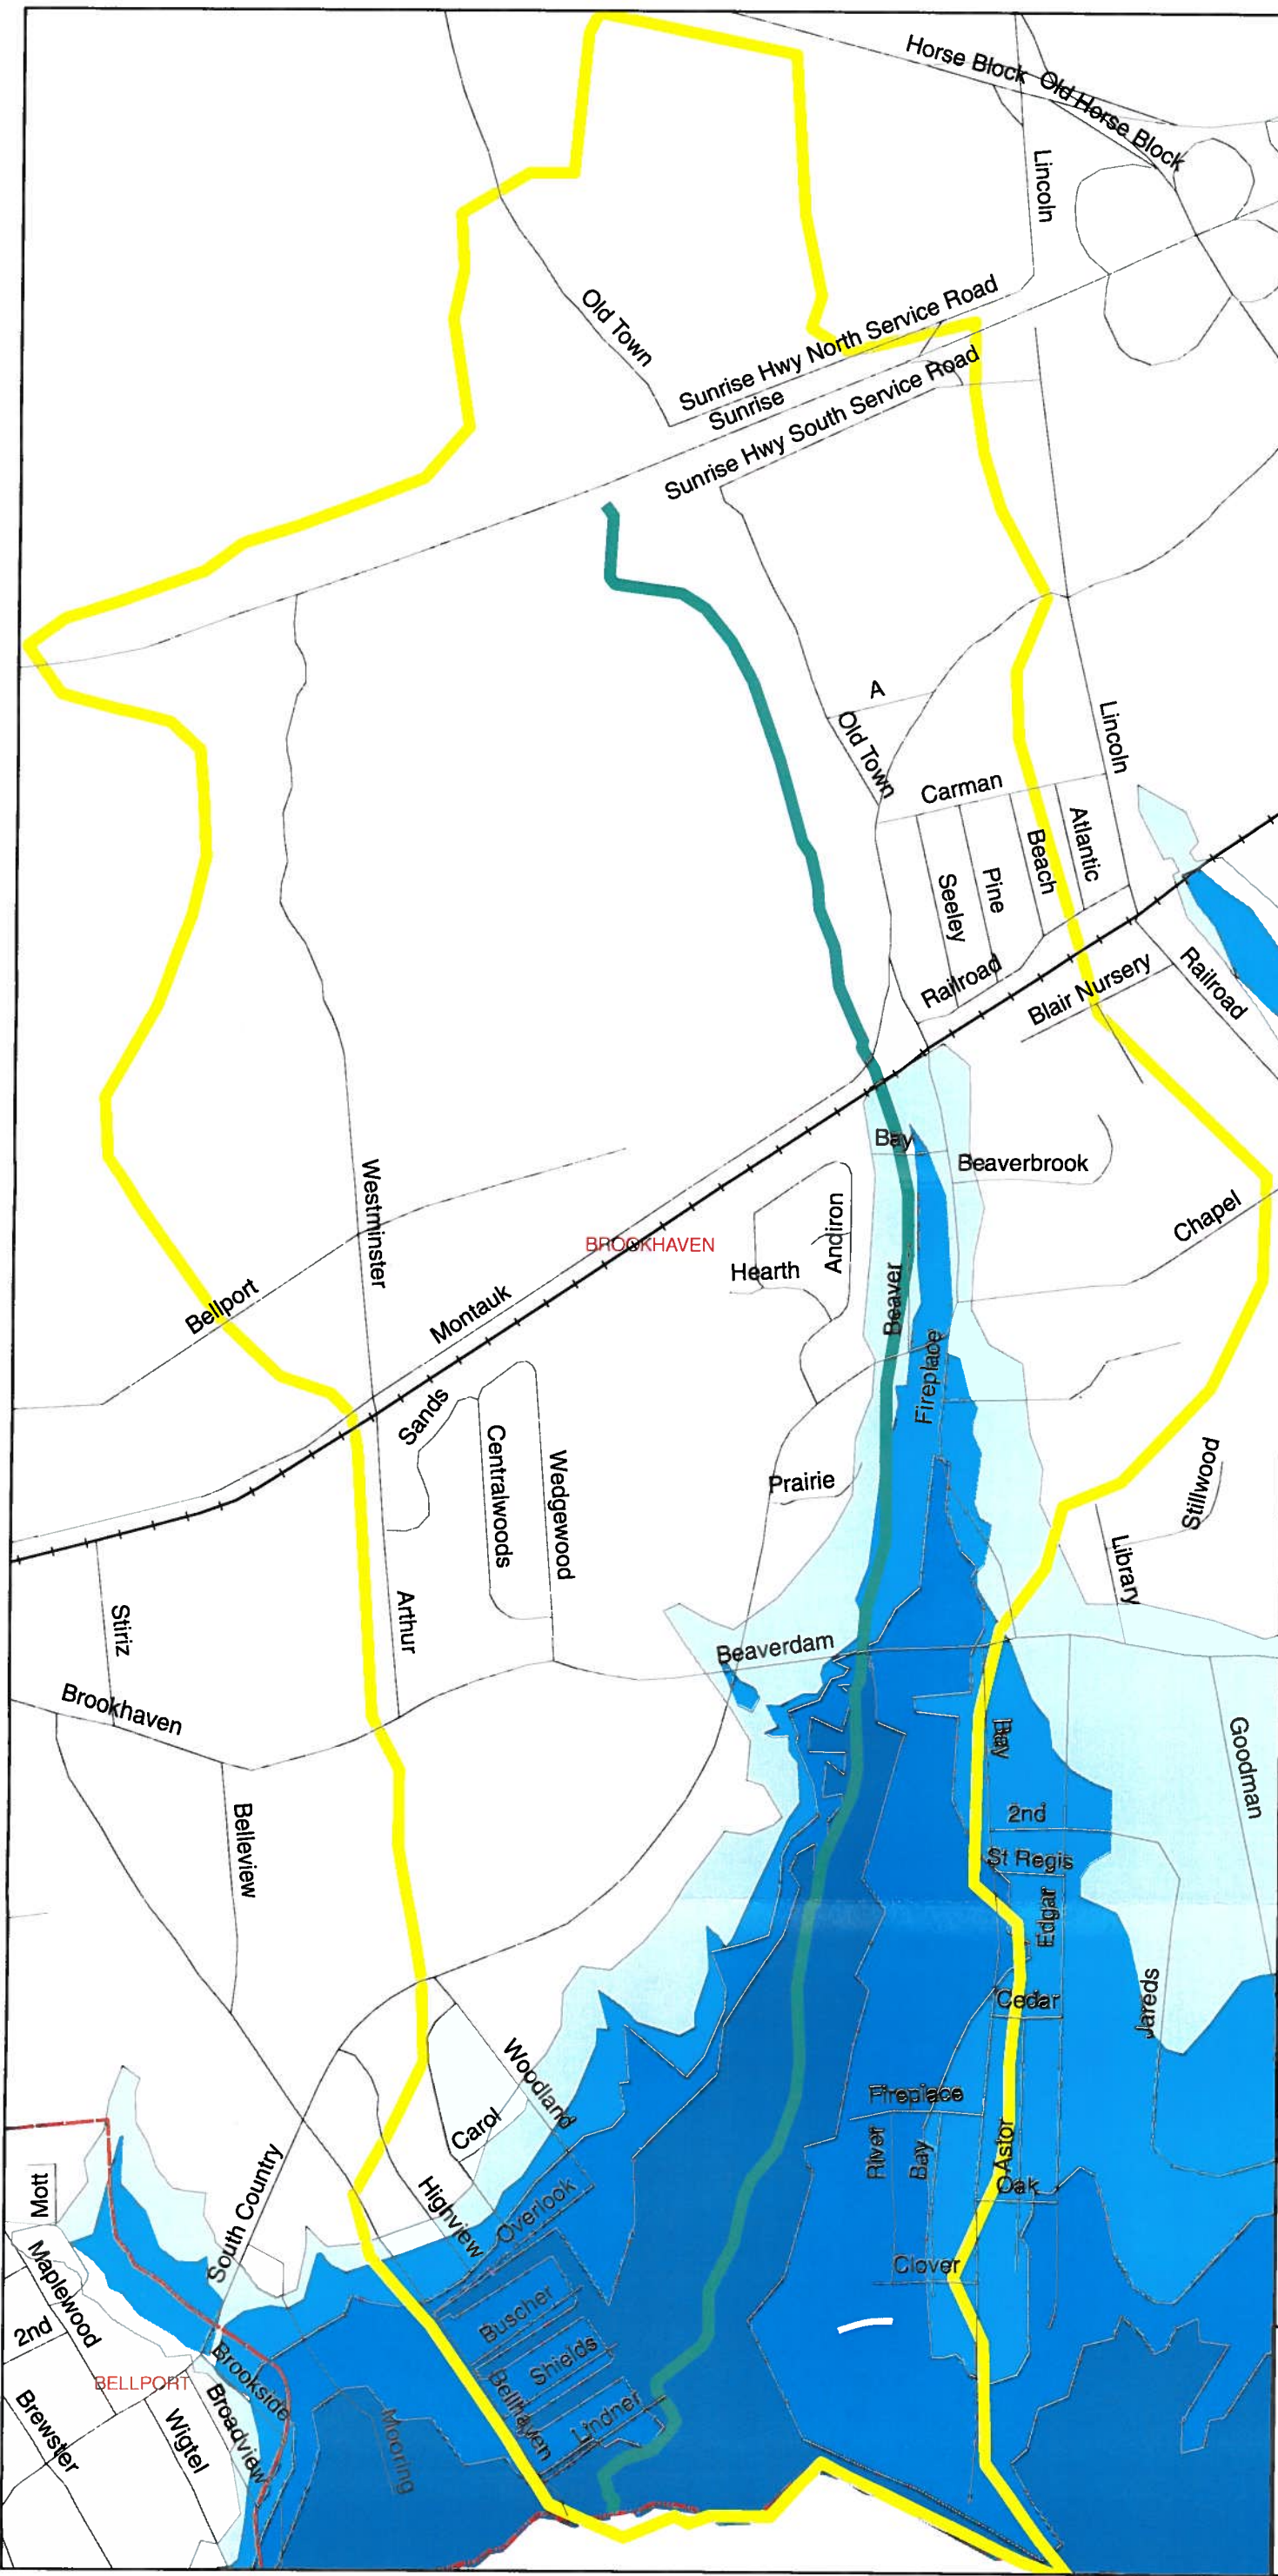 Horse Block
Old Horse Block
Lincoln
Old Town
Sunrise Hwy North Service Road
Sunrise
Sunrise Hwy South Service Road
A
Old Town
Lincoln
Carman
Atlantic
Beach
Pine
Seeley
Railroad
Blair Nursery
Railroad
Bay
Beaverbrook
Westminster
Andiron
Chapel
BROOKHAVEN
Hearth
Beaver
Bellport
Montauk
Fireplace
Sands
Centralwoods
Wedgewood
Prairie
Stillwood
Library
Stiriz
Arthur
Beaverdam
Brookhaven
Bay
Goodman
Belleview
2nd
St Regis
Edgar
Cedar
Jareds
Woodland
Fireplace
Carol
River
Bay
Astor
Mott
South Country
Highview
Overlook
Oak
Maplewood
Clover
2nd
Buscher
Shields
BELLPORT
Brookside
Bellhaven
Lindner
Brewster
Wigtel
Broadview
Mooring